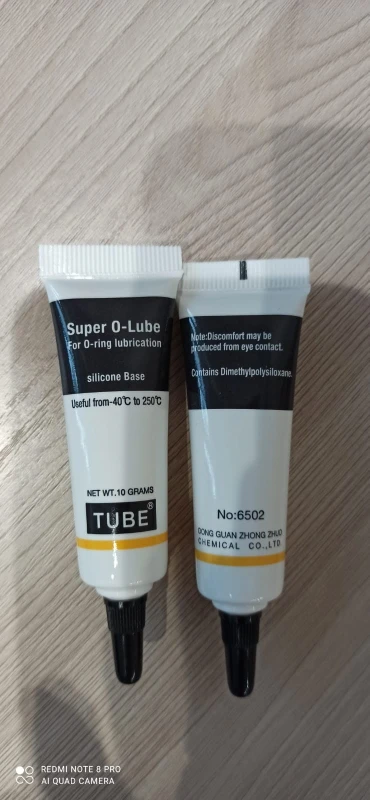 Super O-Lube
For O-ring lubrication
silicone Base
Useful from-40℃ to 250℃
NET WT.10 GRAMS
TUBE®
Note:Discomfort may be
produced from eye contact.
Contains Dimethylpolysiloxane.
No:6502
GONG GUAN ZHONG ZHUO
CHEMICAL CO.,LTD.
REDMI NOTE 8 PRO
AI QUAD CAMERA